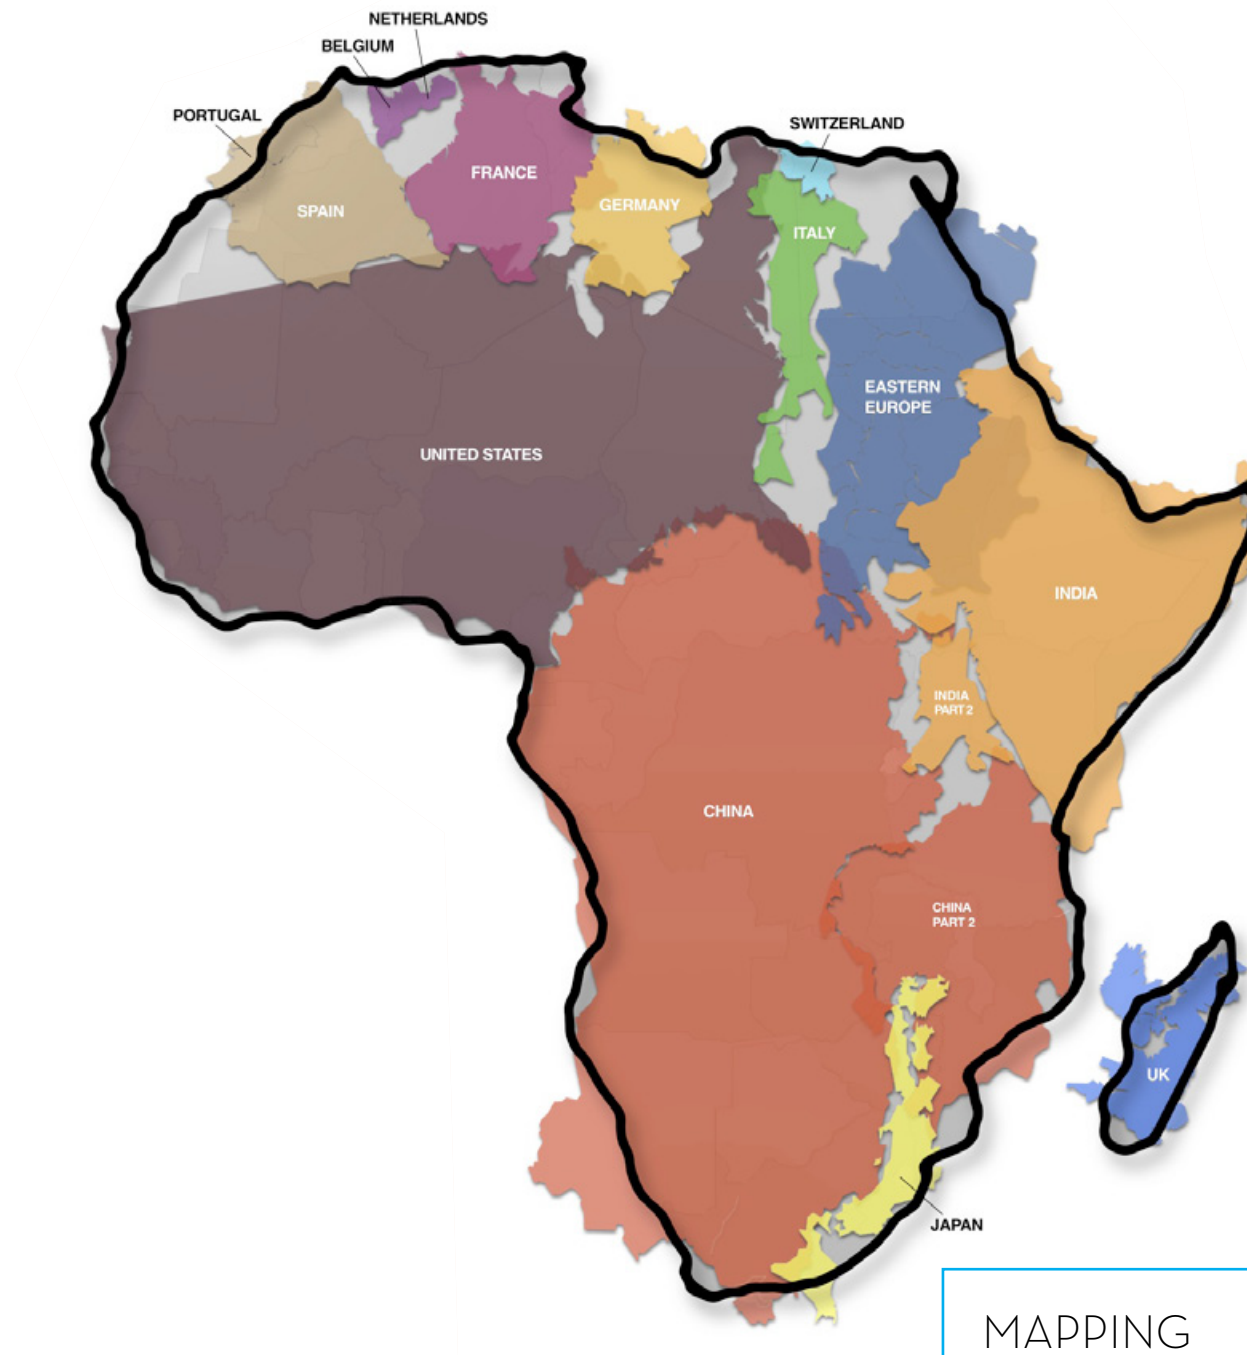 NETHERLANDS
BELGIUM
PORTUGAL
SWITZERLAND
FRANCE
SPAIN
GERMANY
ITALY
EASTERN
EUROPE
UNITED STATES
INDIA
INDIA
PART 2
CHINA
CHINA
PART 2
UK
JAPAN
MAPPING